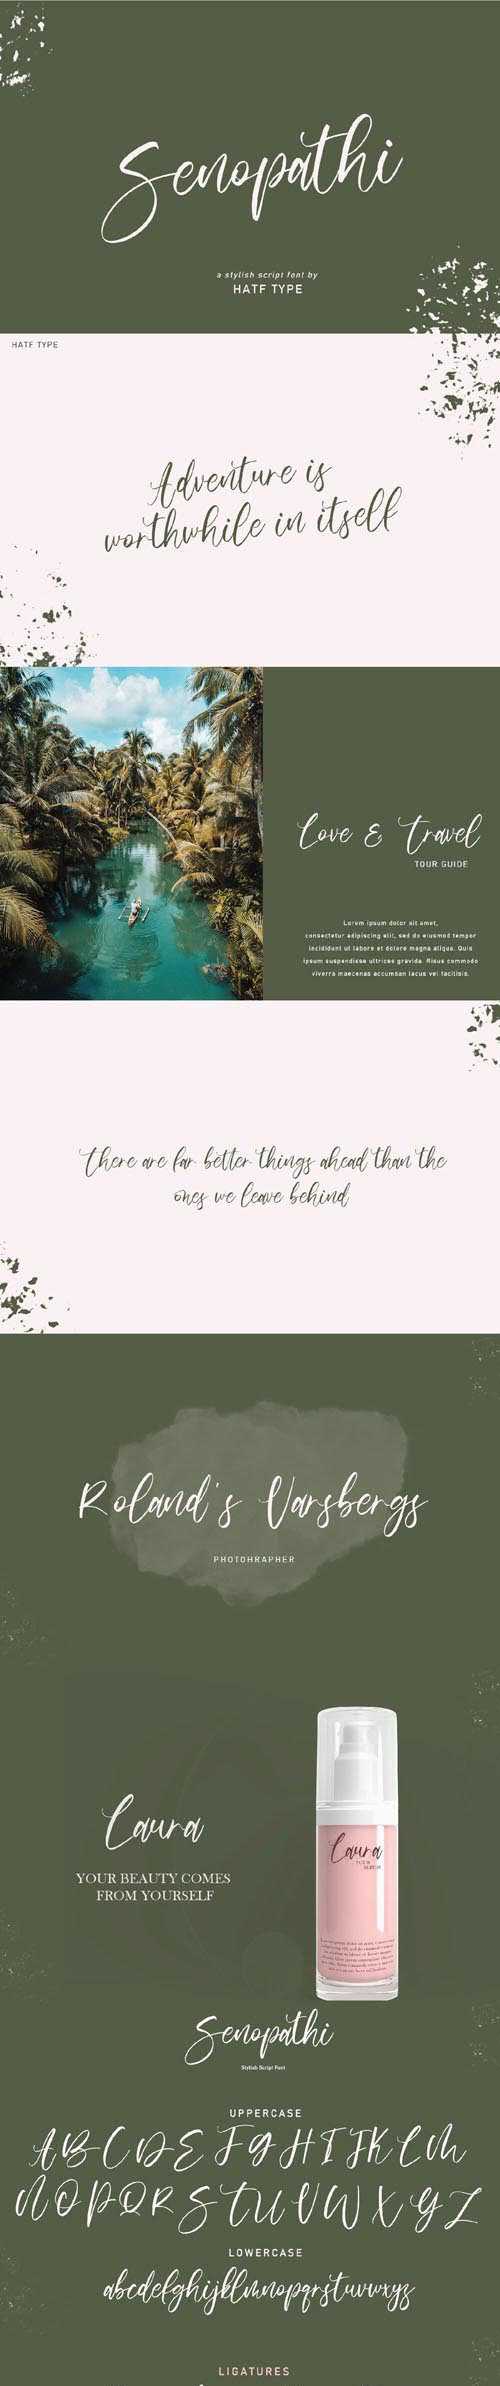 Senopathi
a stylish script font by
HATF TYPE
HATF TYPE
Adventure is
worthwhile in itself
Love & Travel
TOUR GUIDE
Lorem ipsum dolor sit amet,
consectetur adipiscing elit, sed do eiusmod tempor
incididunt ut labore et dolore magna aliqua. Quis
ipsum suspendisse ultrices gravida. Risus commodo
viverra maecenas accumsan lacus vel facilisis.
there are far better things ahead than the
ones we leave behind
Roland's Varsbergs
PHOTOHRAPHER
Laura
YOUR BEAUTY COMES
FROM YOURSELF
Laura
Senopathi
Stylish Script Font
UPPERCASE
ABCDEFGHIJKLM
NOPQRSTUVWXYZ
LOWERCASE
abcdefghijklmnopqrstuvwxyz
LIGATURES